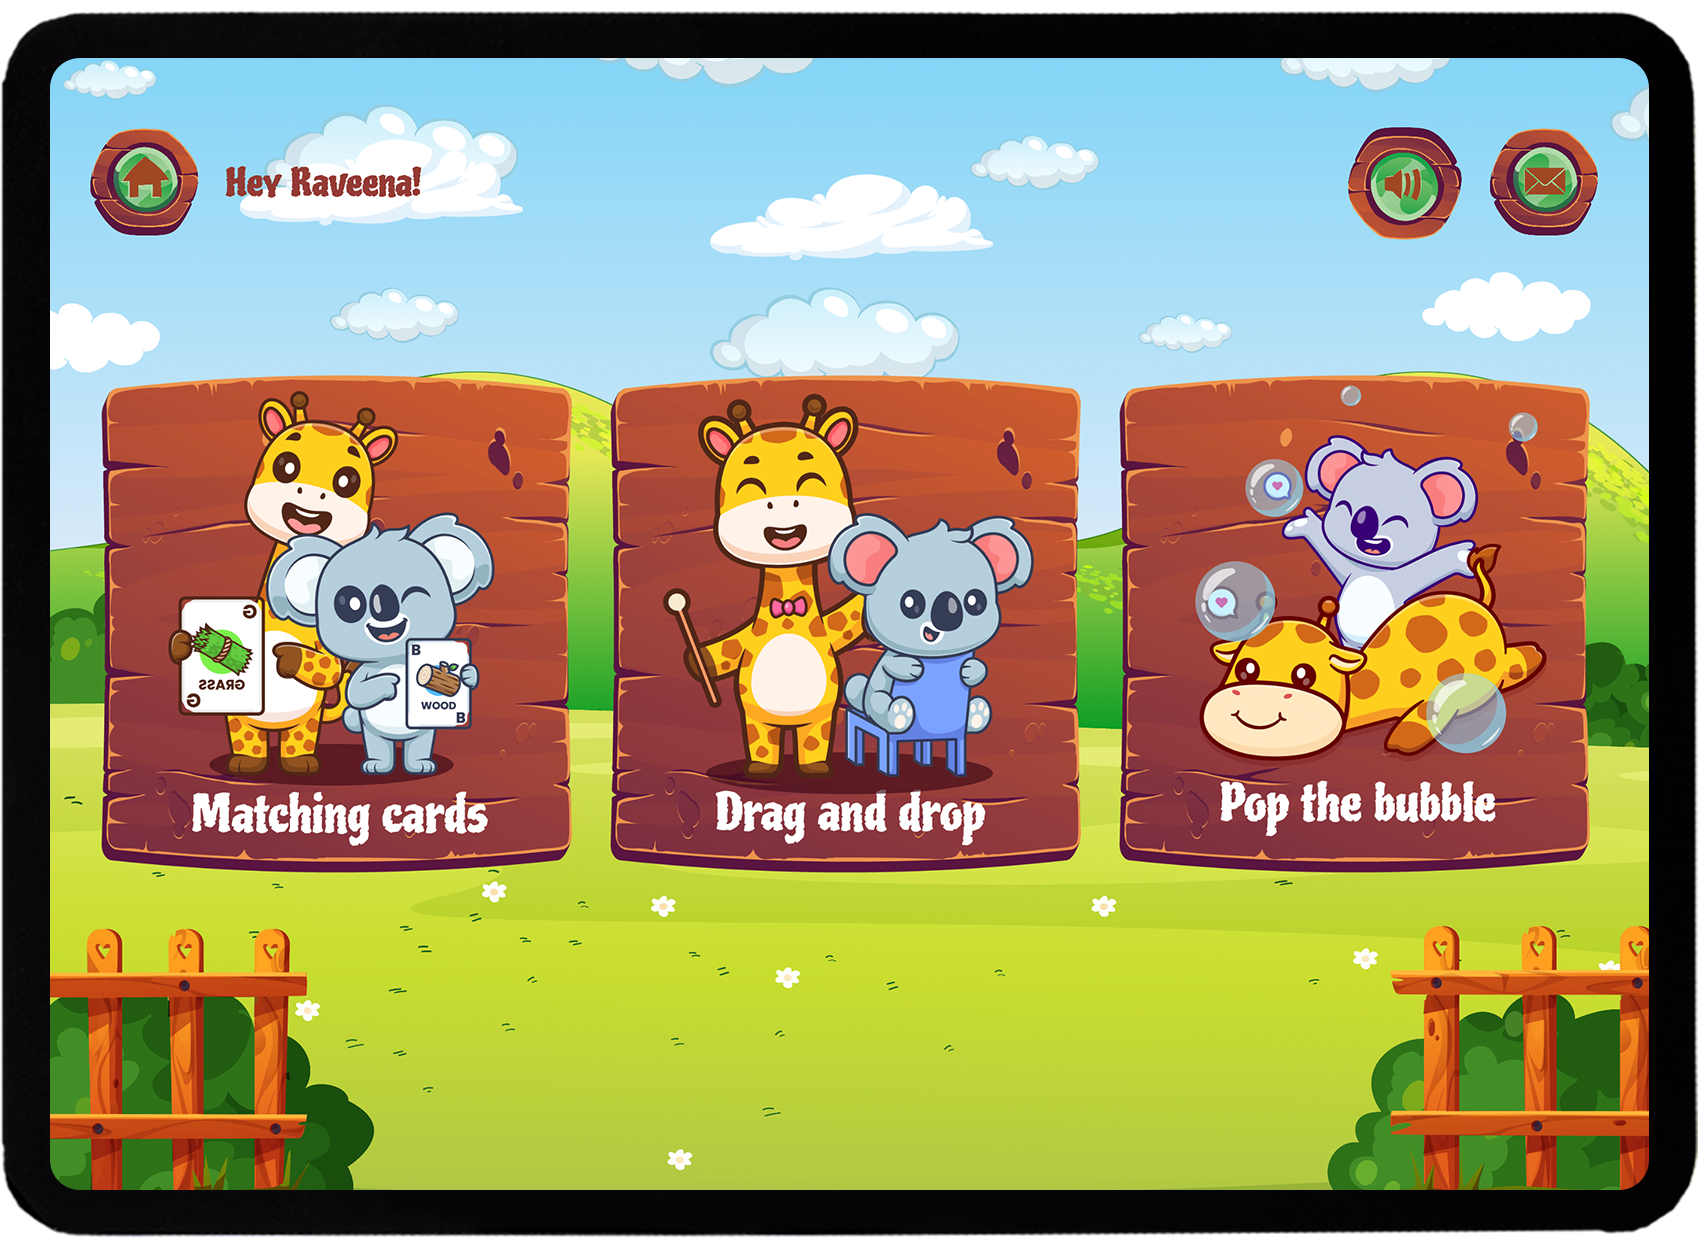 Hey Raveena!
G
GRASS
G
B
WOOD
B
Matching cards
Drag and drop
Pop the bubble